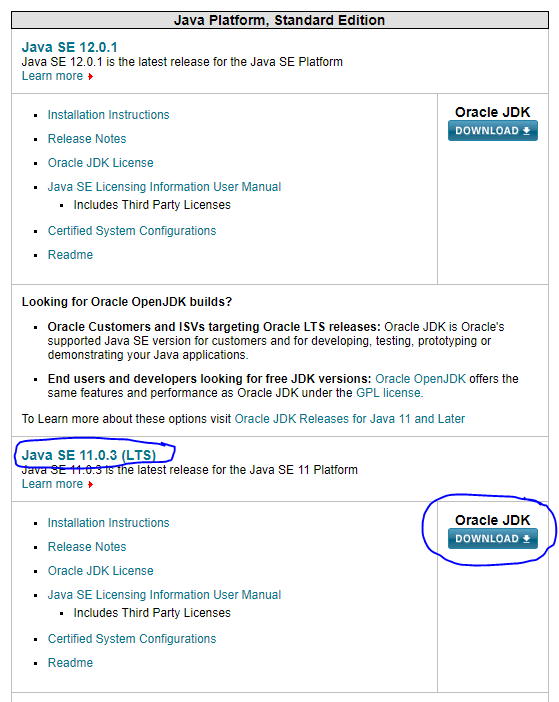 Java Platform, Standard Edition
Java SE 12.0.1
Java SE 12.0.1 is the latest release for the Java SE Platform
Learn more
Installation Instructions
Release Notes
Oracle JDK License
Java SE Licensing Information User Manual
Includes Third Party Licenses
Certified System Configurations
Readme
Oracle JDK
DOWNLOAD
Looking for Oracle OpenJDK builds?
Oracle Customers and ISVs targeting Oracle LTS releases: Oracle JDK is Oracle's
supported Java SE version for customers and for developing, testing, prototyping or
demonstrating your Java applications.
End users and developers looking for free JDK versions: Oracle OpenJDK offers the
same features and performance as Oracle JDK under the GPL license.
To Learn more about these options visit Oracle JDK Releases for Java 11 and Later
Java SE 11.0.3 (LTS)
Java SE 11.0.3 is the latest release for the Java SE 11 Platform
Learn more
Installation Instructions
Release Notes
Oracle JDK License
Java SE Licensing Information User Manual
Includes Third Party Licenses
Certified System Configurations
Readme
Oracle JDK
DOWNLOAD